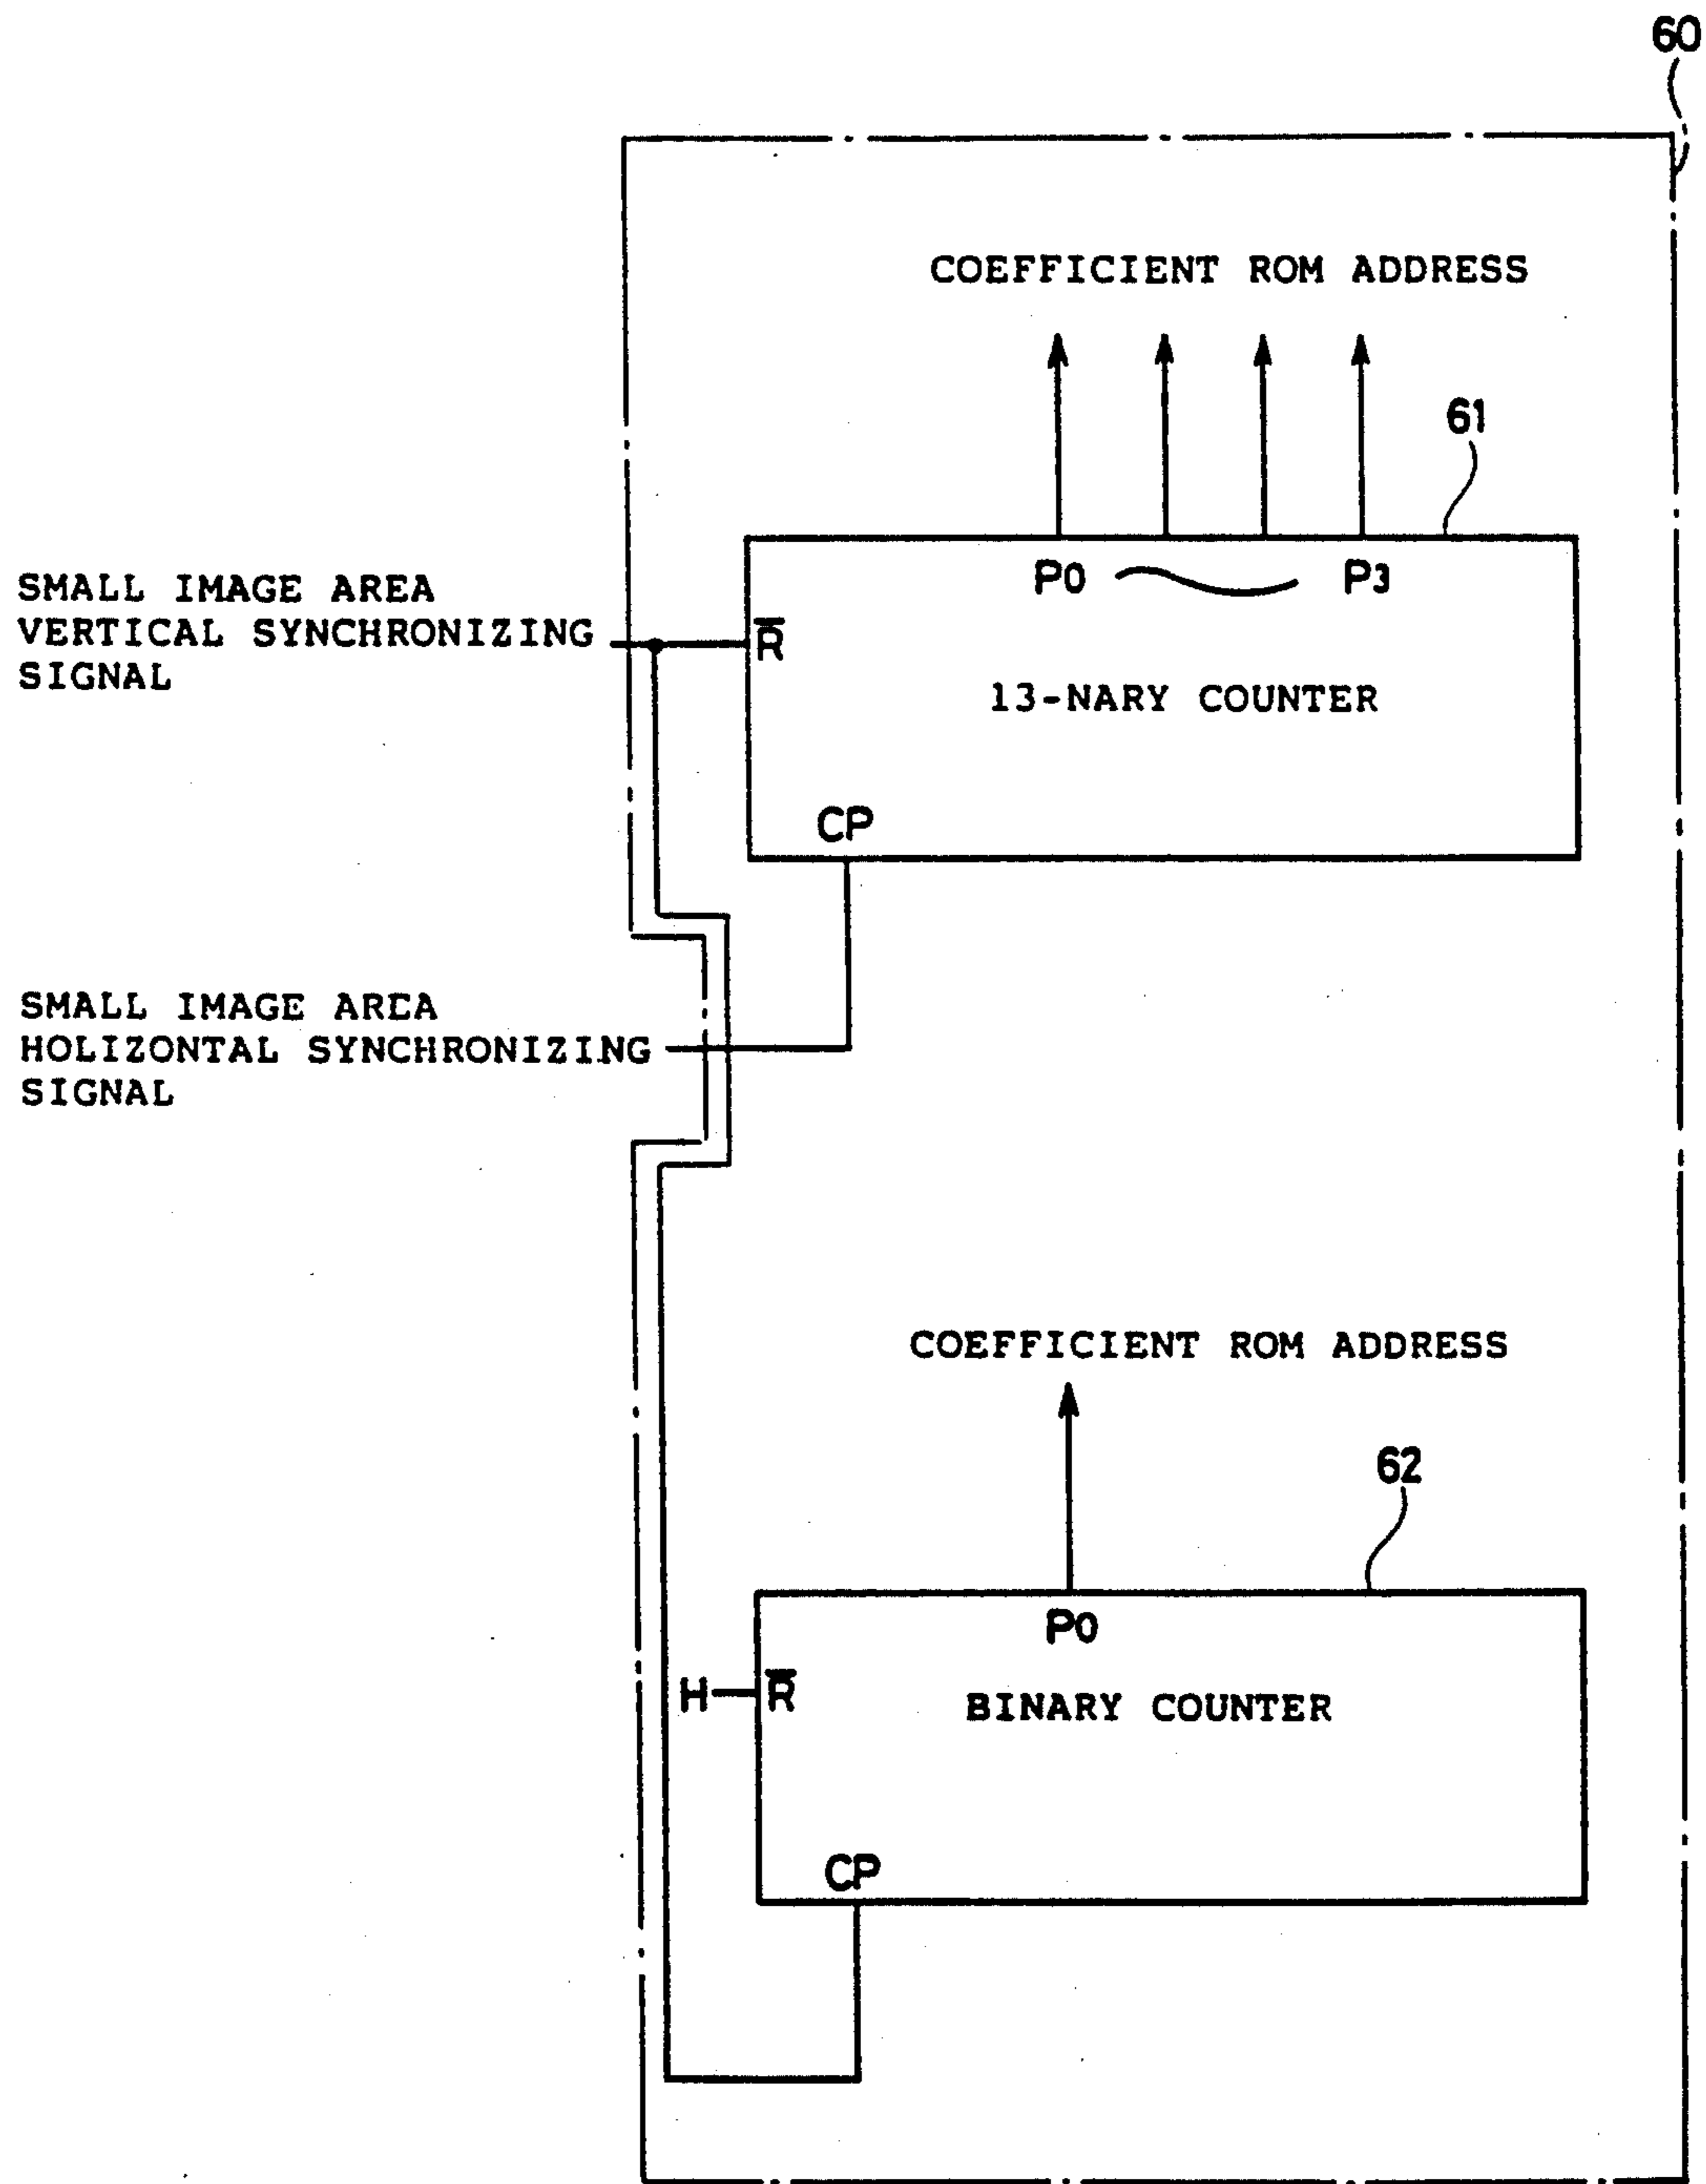 60
COEFFICIENT ROM ADDRESS
61
P0 P3
SMALL IMAGE AREA
VERTICAL SYNCHRONIZING
SIGNAL
R̅
13-NARY COUNTER
CP
SMALL IMAGE AREA
HOLIZONTAL SYNCHRONIZING
SIGNAL
COEFFICIENT ROM ADDRESS
62
P0
H R̅
BINARY COUNTER
CP